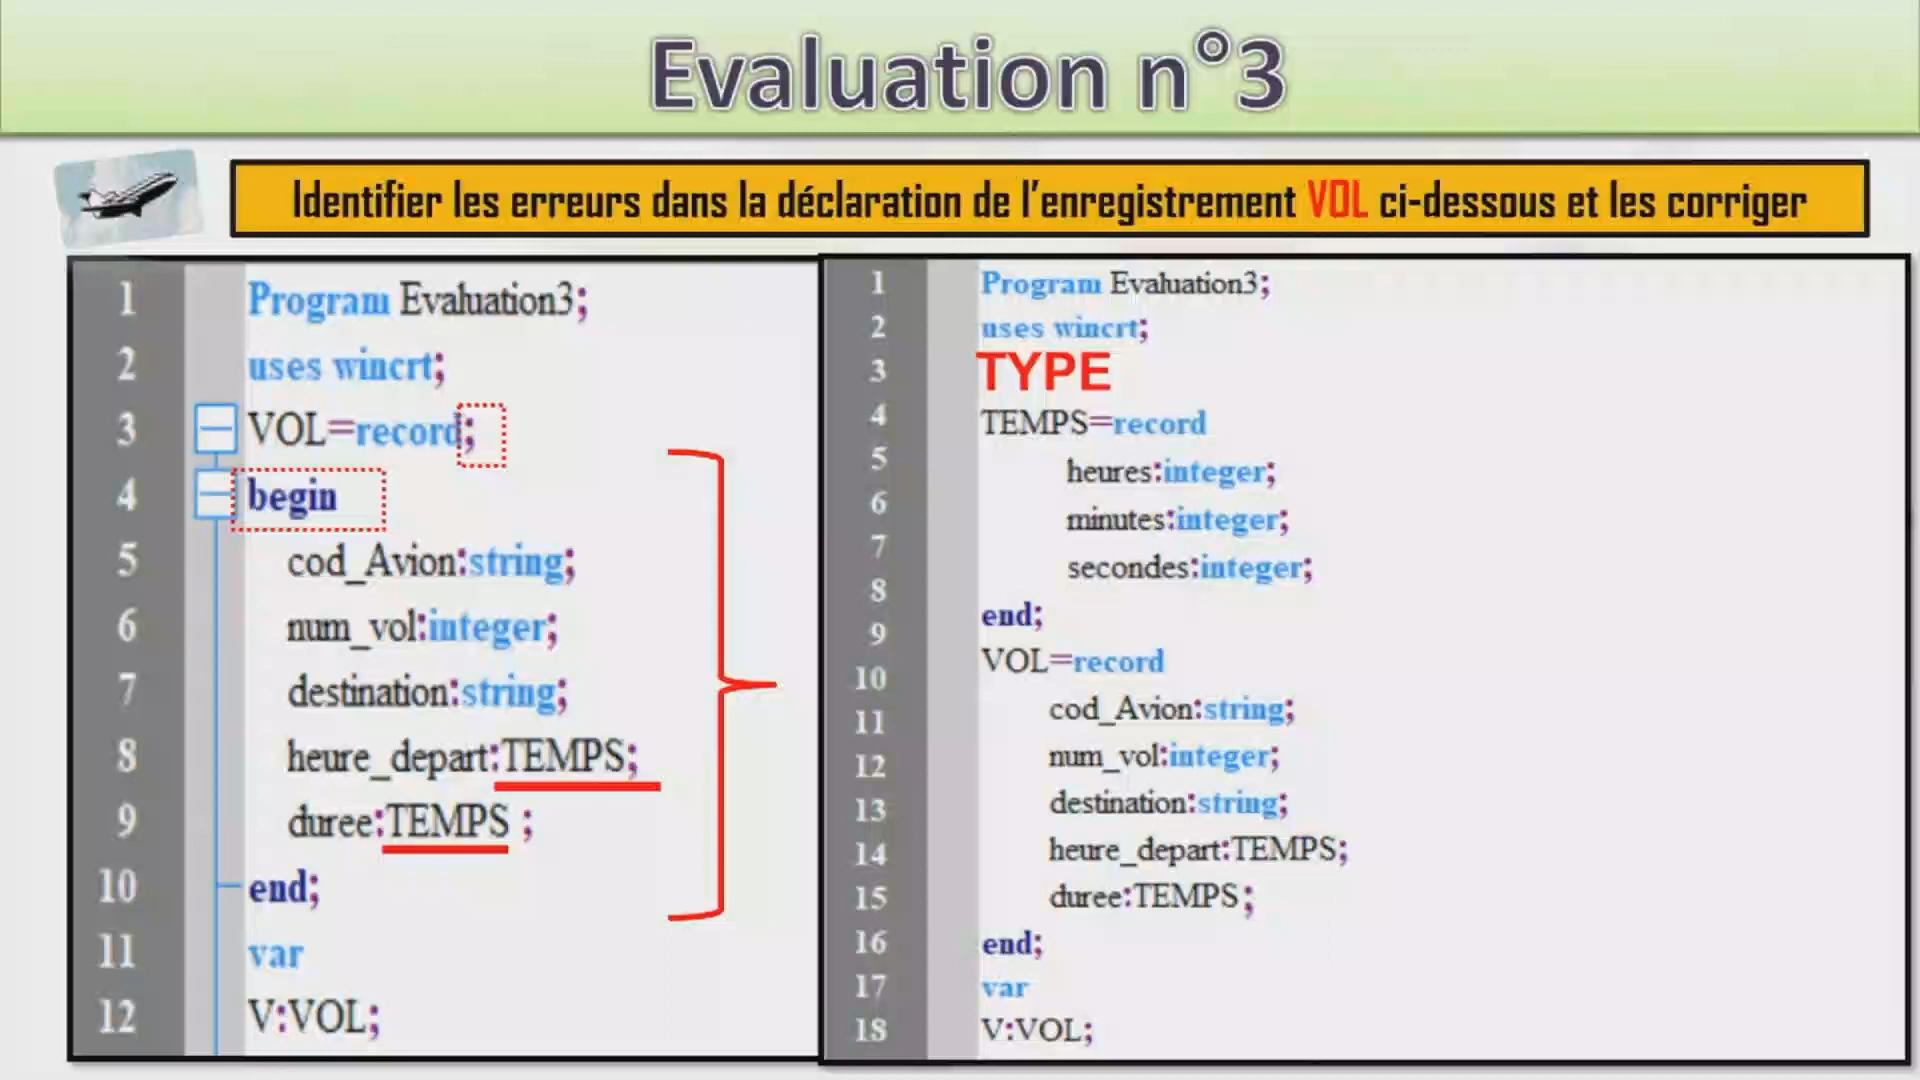 Evaluation n°3
Identifier les erreurs dans la déclaration de l'enregistrement VOL ci-dessous et les corriger
1 Program Evaluation3;
2 uses wincrt;
3 VOL=record;
4 begin
5 cod_Avion:string;
6 num_vol:integer;
7 destination:string;
8 heure_depart:TEMPS;
9 duree:TEMPS ;
10 end;
11 var
12 V:VOL;
1 Program Evaluation3;
2 uses wincrt;
3 TYPE
4 TEMPS=record
5 heures:integer;
6 minutes:integer;
7 secondes:integer;
8 end;
9 VOL=record
10 cod_Avion:string;
11 num_vol:integer;
12 destination:string;
13 heure_depart:TEMPS;
14 duree:TEMPS;
15
16 end;
17 var
18 V:VOL;